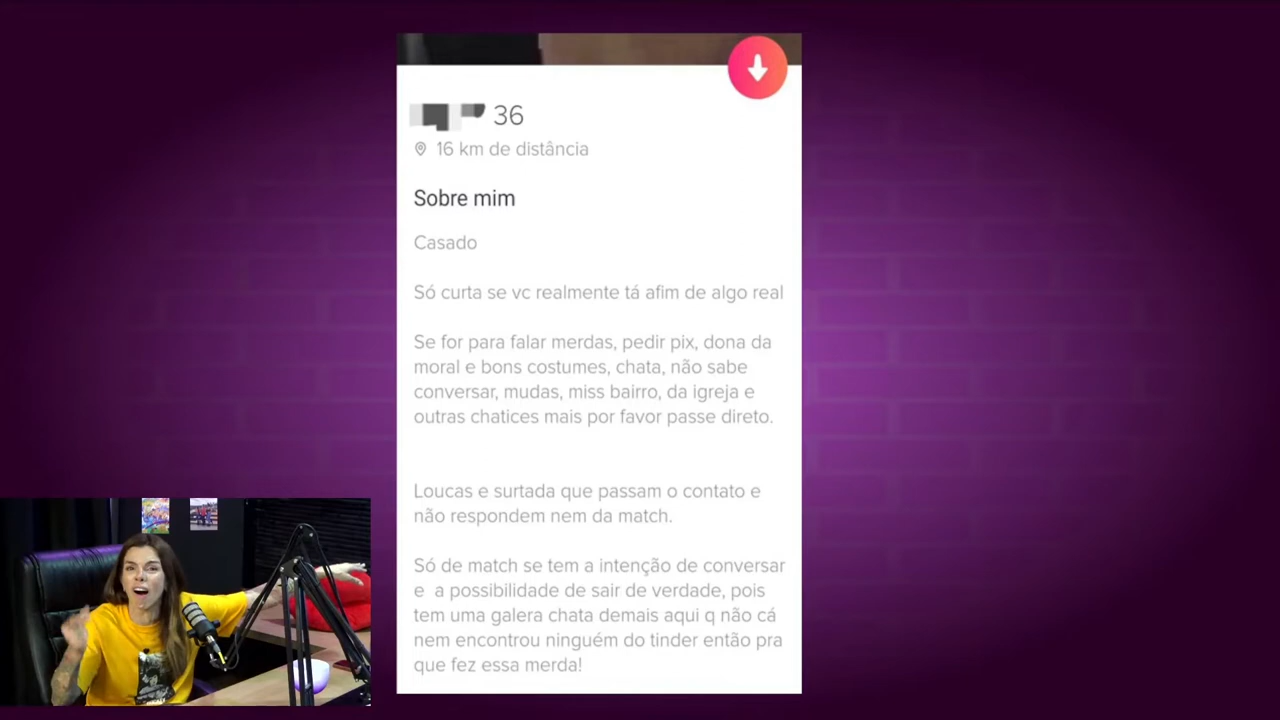 36
16 km de distância
Sobre mim
Casado
Só curta se vc realmente tá afim de algo real
Se for para falar merdas, pedir pix, dona da
moral e bons costumes, chata, não sabe
conversar, mudas, miss bairro, da igreja e
outras chatices mais por favor passe direto.
Loucas e surtada que passam o contato e
não respondem nem da match.
Só de match se tem a intenção de conversar
e a possibilidade de sair de verdade, pois
tem uma galera chata demais aqui q não cá
nem encontrou ninguém do tinder então pra
que fez essa merda!